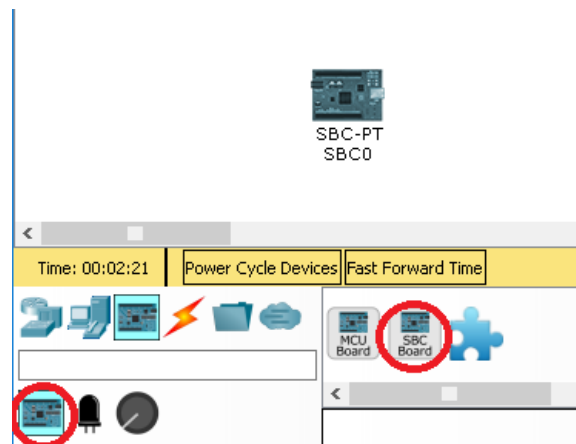 SBC-PT
SBC0
Time: 00:02:21
Power Cycle Devices
Fast Forward Time
MCU
Board
SBC
Board